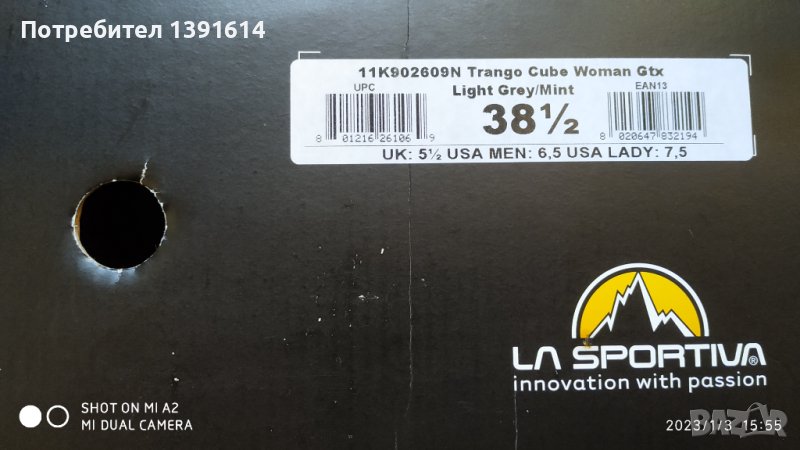 Потребител 1391614
11K902609N Trango Cube Woman Gtx
UPC
Light Grey/Mint
EAN13
38½
8 01216 26106 9
8 020647 832194
UK: 5½ USA MEN: 6,5 USA LADY: 7,5
LA SPORTIVA®
innovation with passion
SHOT ON MI A2
MI DUAL CAMERA
BAZAR
2023/1/3 15:55